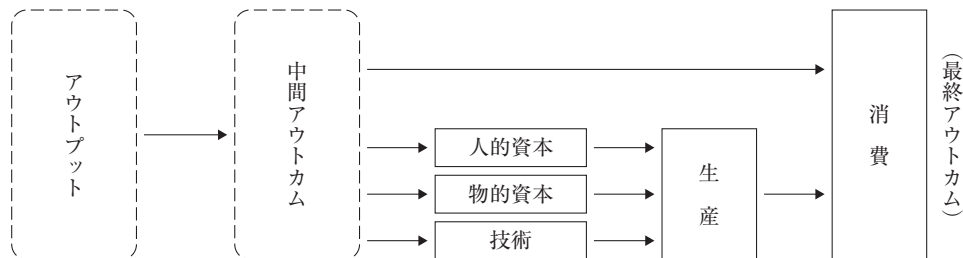 アウトプット
中間アウトカム
人的資本
物的資本
技術
生産
消費
(最終アウトカム)